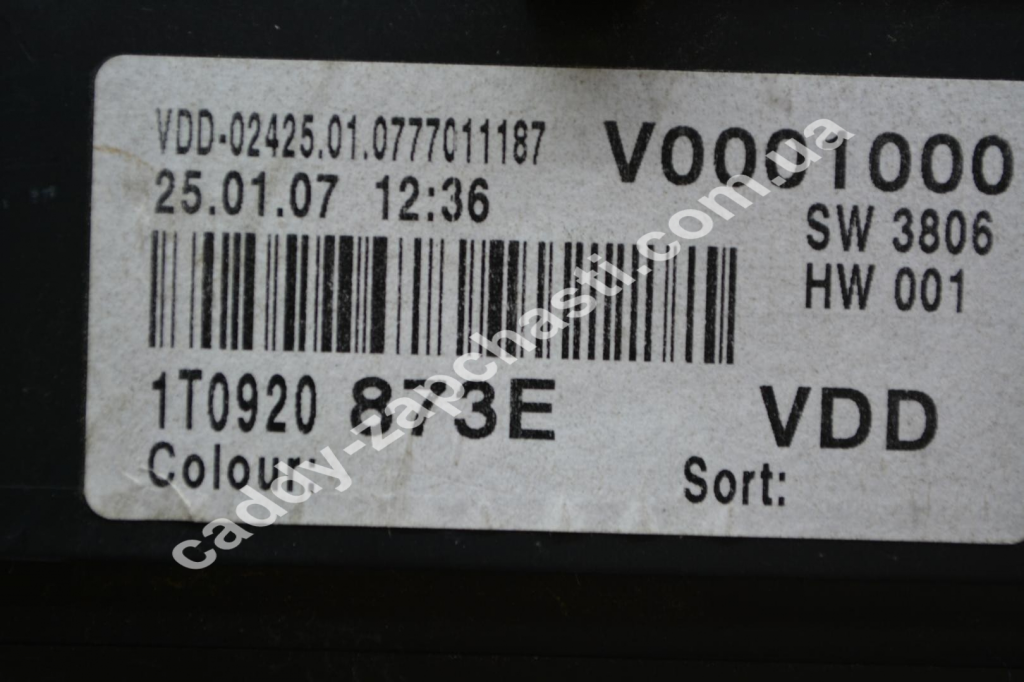 VDD-02425.01.0777011187
V0001000
25.01.07 12:36
SW 3806
HW 001
1T0920 873E
VDD
Colour:
Sort:
caddy-zapchasti.com.ua